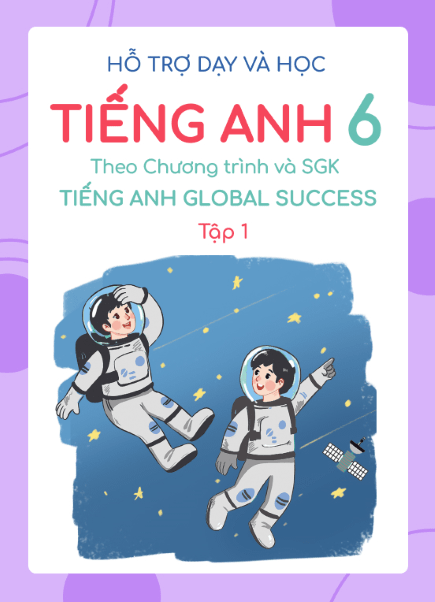 HỖ TRỢ DẠY VÀ HỌC
TIẾNG ANH 6
Theo Chương trình và SGK
TIẾNG ANH GLOBAL SUCCESS
Tập 1